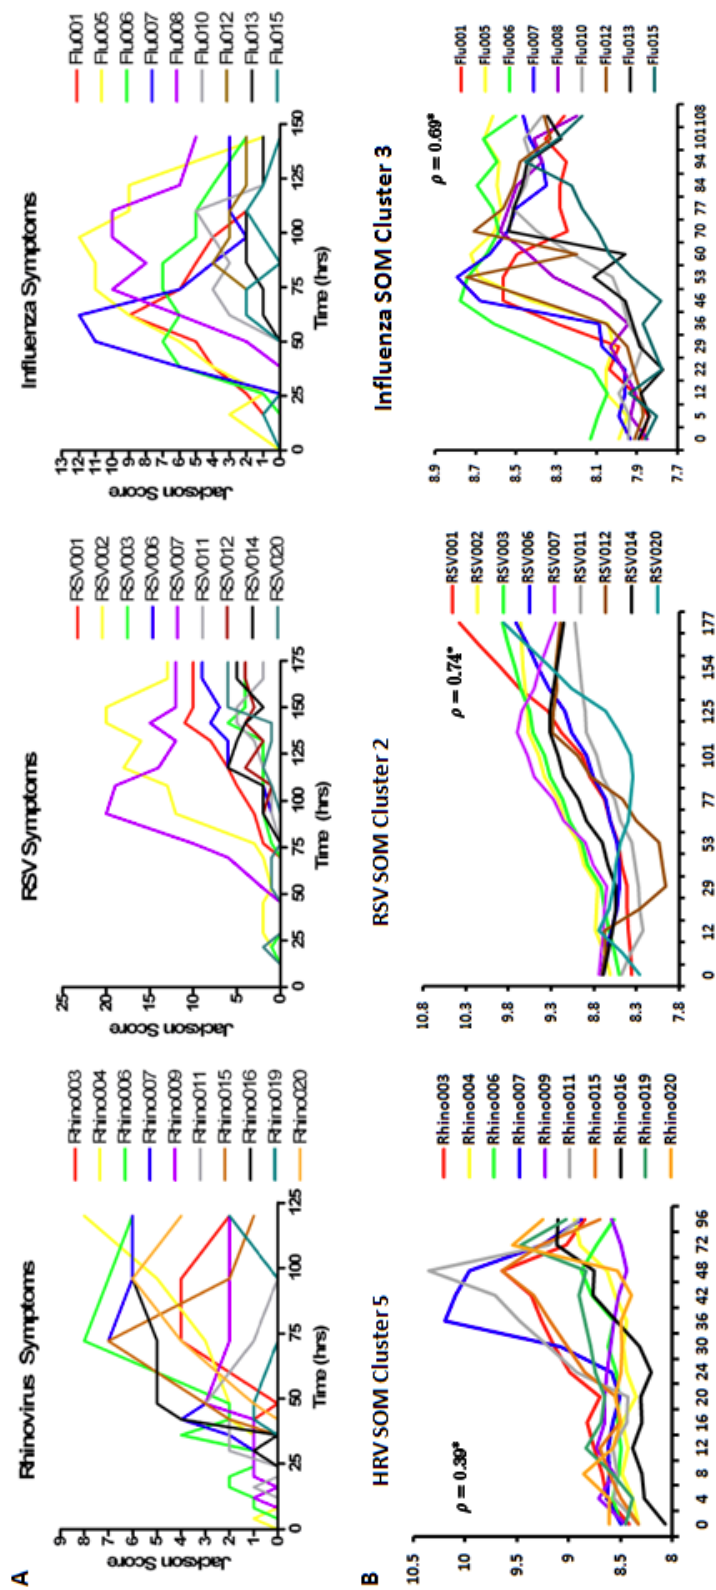 A
Rhinovirus Symptoms
Jackson Score
9
8
7
6
5
4
3
2
1
0
0 25 50 75 100 125
Time (hrs)
Rhino003
Rhino004
Rhino006
Rhino007
Rhino009
Rhino011
Rhino015
Rhino016
Rhino019
Rhino020
RSV Symptoms
Jackson Score
25
20
15
10
5
0
0 25 50 75 100 125 150 175
Time (hrs)
RSV001
RSV002
RSV003
RSV006
RSV007
RSV011
RSV012
RSV014
RSV020
Influenza Symptoms
Jackson Score
13
12
11
10
9
8
7
6
5
4
3
2
1
0
0 25 50 75 100 125 150
Time (hrs)
Flu001
Flu005
Flu006
Flu007
Flu008
Flu010
Flu012
Flu013
Flu015
B
HRV SOM Cluster 5
ρ = 0.39*
10.5
10
9.5
9
8.5
8
0 4 8 12 16 20 24 30 36 42 48 72 96
Rhino003
Rhino004
Rhino006
Rhino007
Rhino009
Rhino011
Rhino015
Rhino016
Rhino019
Rhino020
RSV SOM Cluster 2
ρ = 0.74*
10.8
10.3
9.8
9.3
8.8
8.3
7.8
0 12 29 53 77 101 125 154 177
RSV001
RSV002
RSV003
RSV006
RSV007
RSV011
RSV012
RSV014
RSV020
Influenza SOM Cluster 3
ρ = 0.69*
8.9
8.7
8.5
8.3
8.1
7.9
7.7
0 5 12 22 29 36 46 53 60 70 77 84 94 101 108
Flu001
Flu005
Flu006
Flu007
Flu008
Flu010
Flu012
Flu013
Flu015